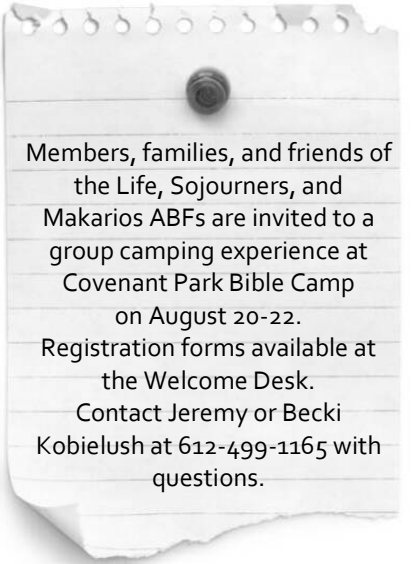 Members, families, and friends of
the Life, Sojourners, and
Makarios ABFs are invited to a
group camping experience at
Covenant Park Bible Camp
on August 20-22.
Registration forms available at
the Welcome Desk.
Contact Jeremy or Becki
Kobielush at 612-499-1165 with
questions.